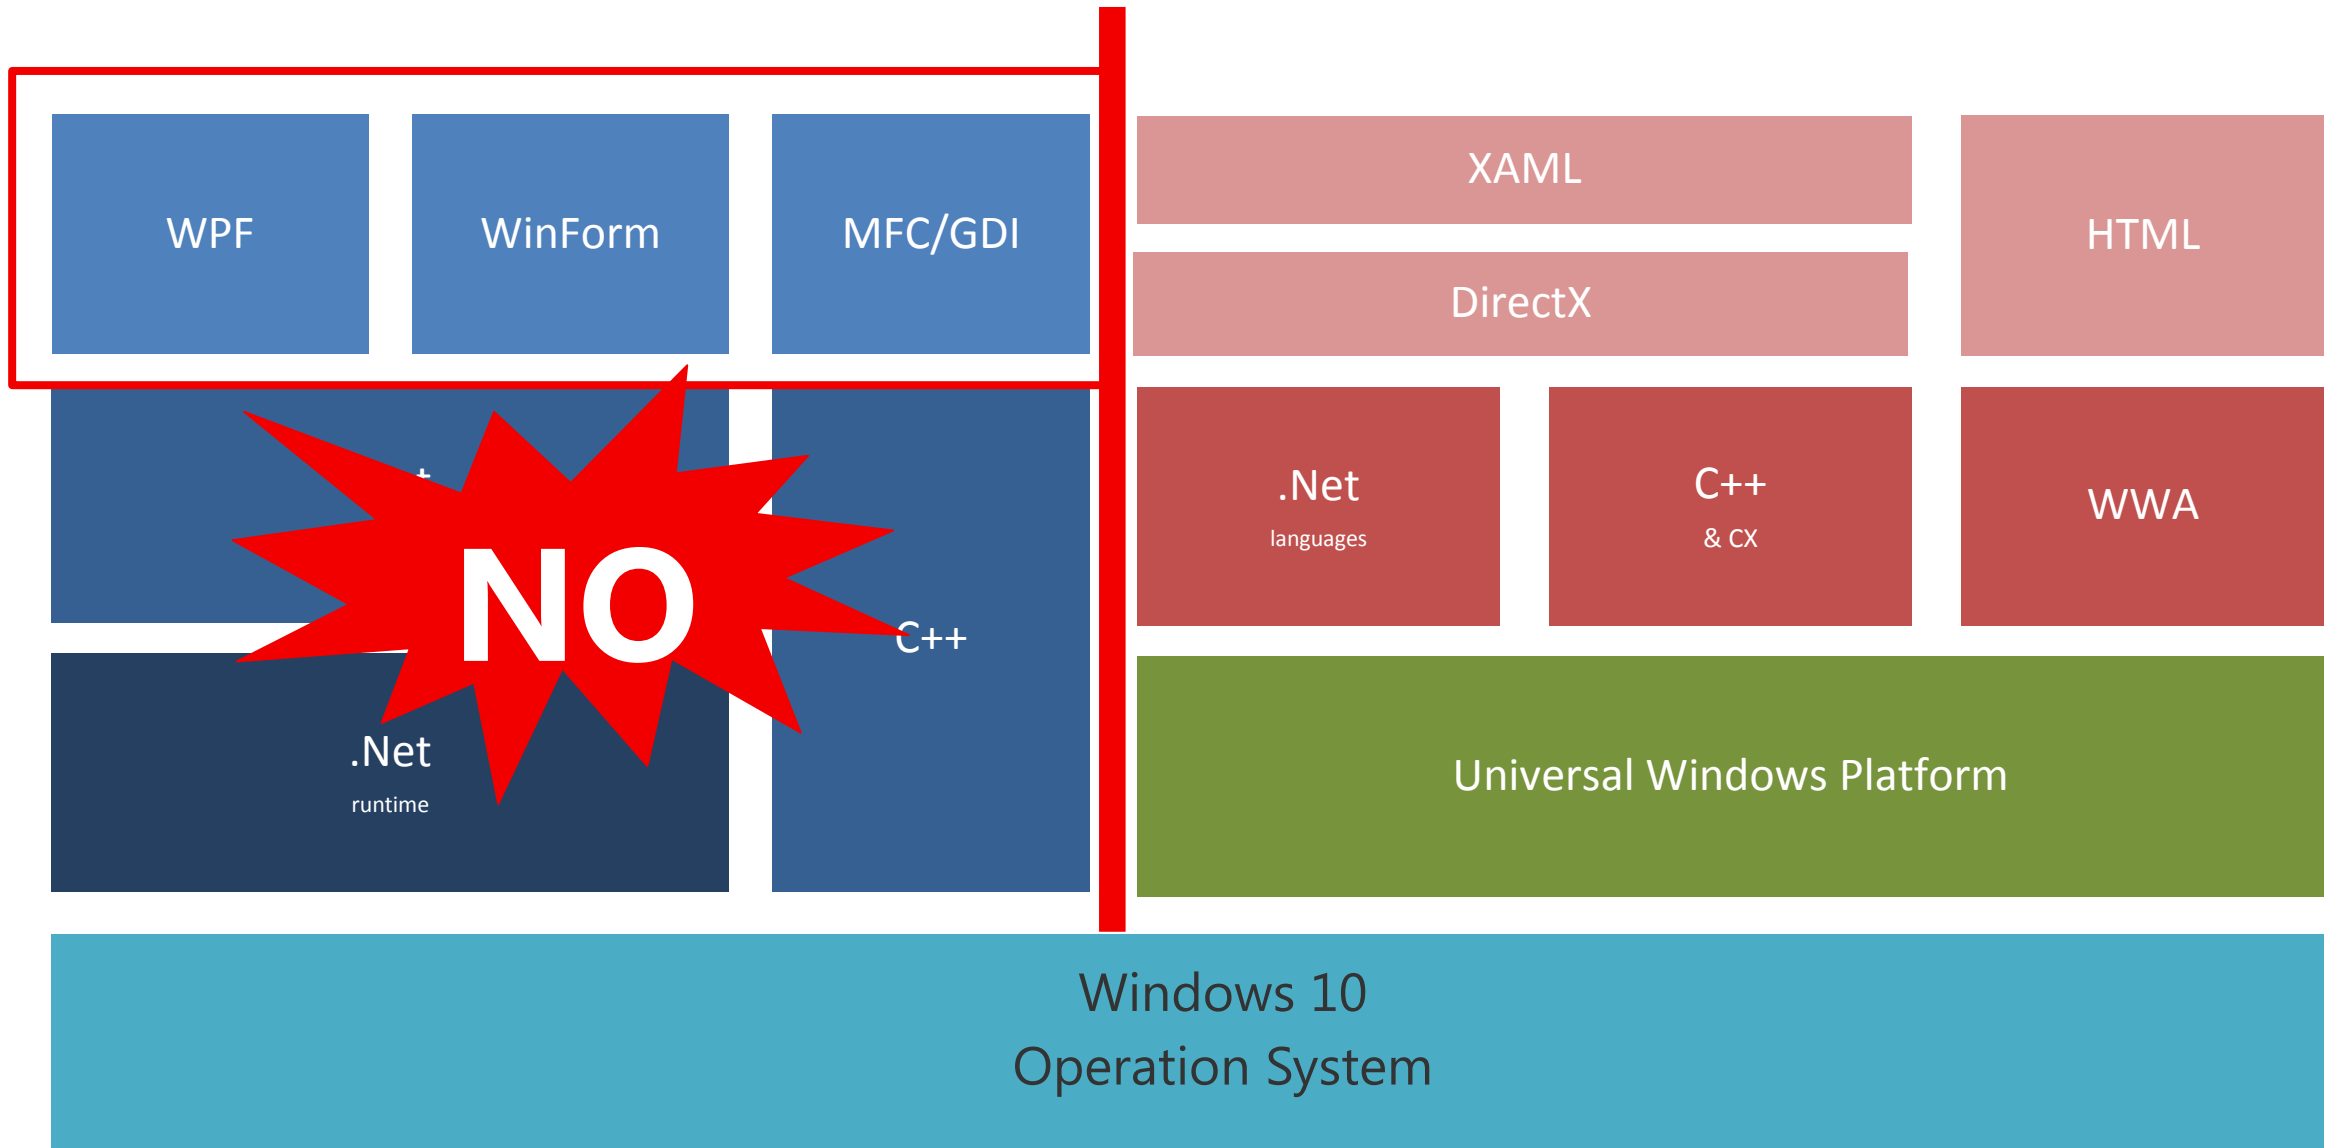 WPF
WinForm
MFC/GDI
XAML
HTML
DirectX
NO
C++
.Net
languages
C++
& CX
WWA
.Net
runtime
Universal Windows Platform
Windows 10
Operation System